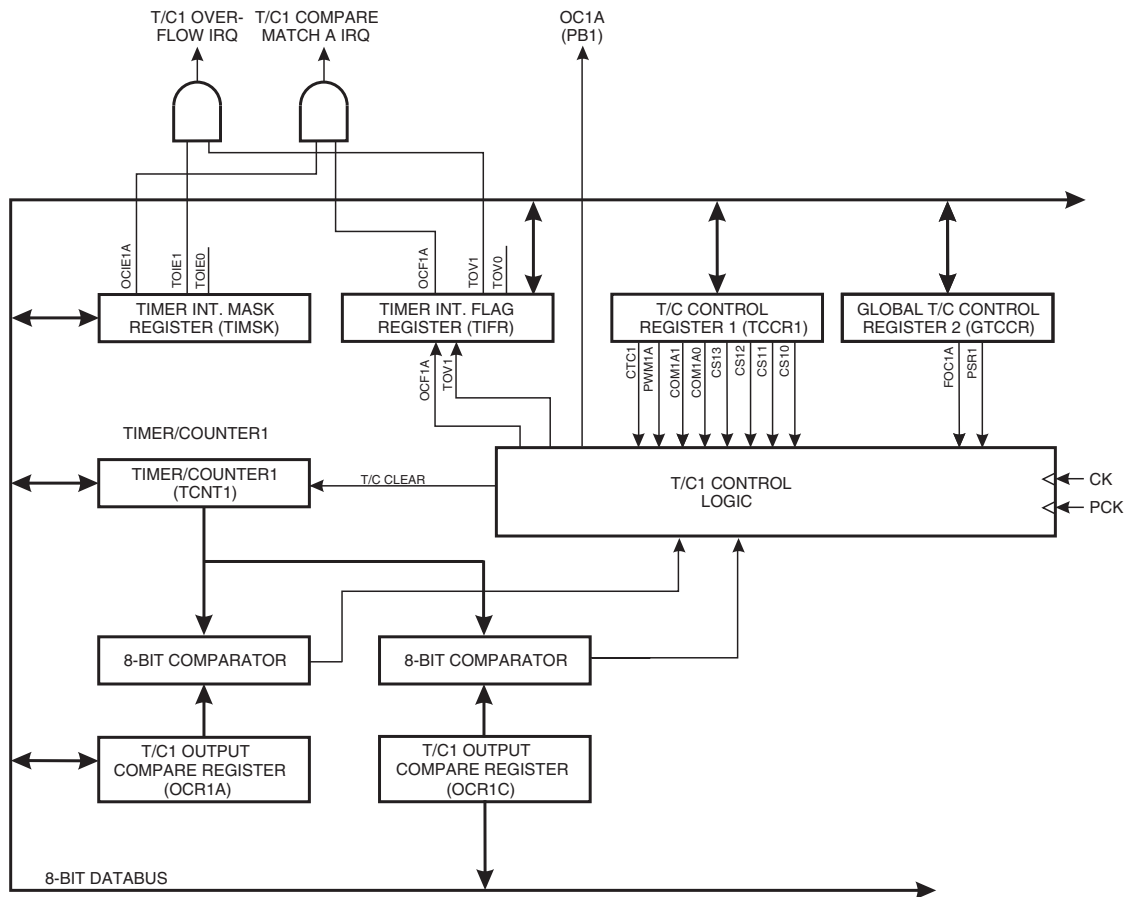 T/C1 OVER-
FLOW IRQ
T/C1 COMPARE
MATCH A IRQ
OC1A
(PB1)
OCIE1A
TOIE1
TOIE0
OCF1A
TOV1
TOV0
TIMER INT. MASK
REGISTER (TIMSK)
TIMER INT. FLAG
REGISTER (TIFR)
T/C CONTROL
REGISTER 1 (TCCR1)
GLOBAL T/C CONTROL
REGISTER 2 (GTCCR)
OCF1A
TOV1
CTC1
PWM1A
COM1A1
COM1A0
CS13
CS12
CS11
CS10
FOC1A
PSR1
TIMER/COUNTER1
TIMER/COUNTER1
(TCNT1)
T/C CLEAR
T/C1 CONTROL
LOGIC
CK
PCK
8-BIT COMPARATOR
8-BIT COMPARATOR
T/C1 OUTPUT
COMPARE REGISTER
(OCR1A)
T/C1 OUTPUT
COMPARE REGISTER
(OCR1C)
8-BIT DATABUS